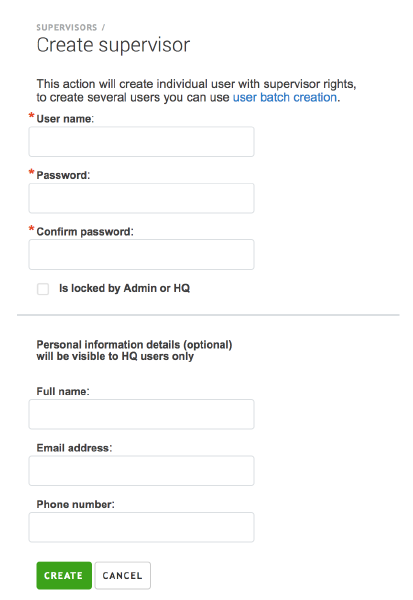 SUPERVISORS /
Create supervisor
This action will create individual user with supervisor rights,
to create several users you can use user batch creation.
* User name:
* Password:
* Confirm password:
Is locked by Admin or HQ
Personal information details (optional)
will be visible to HQ users only
Full name:
Email address:
Phone number:
CREATE CANCEL